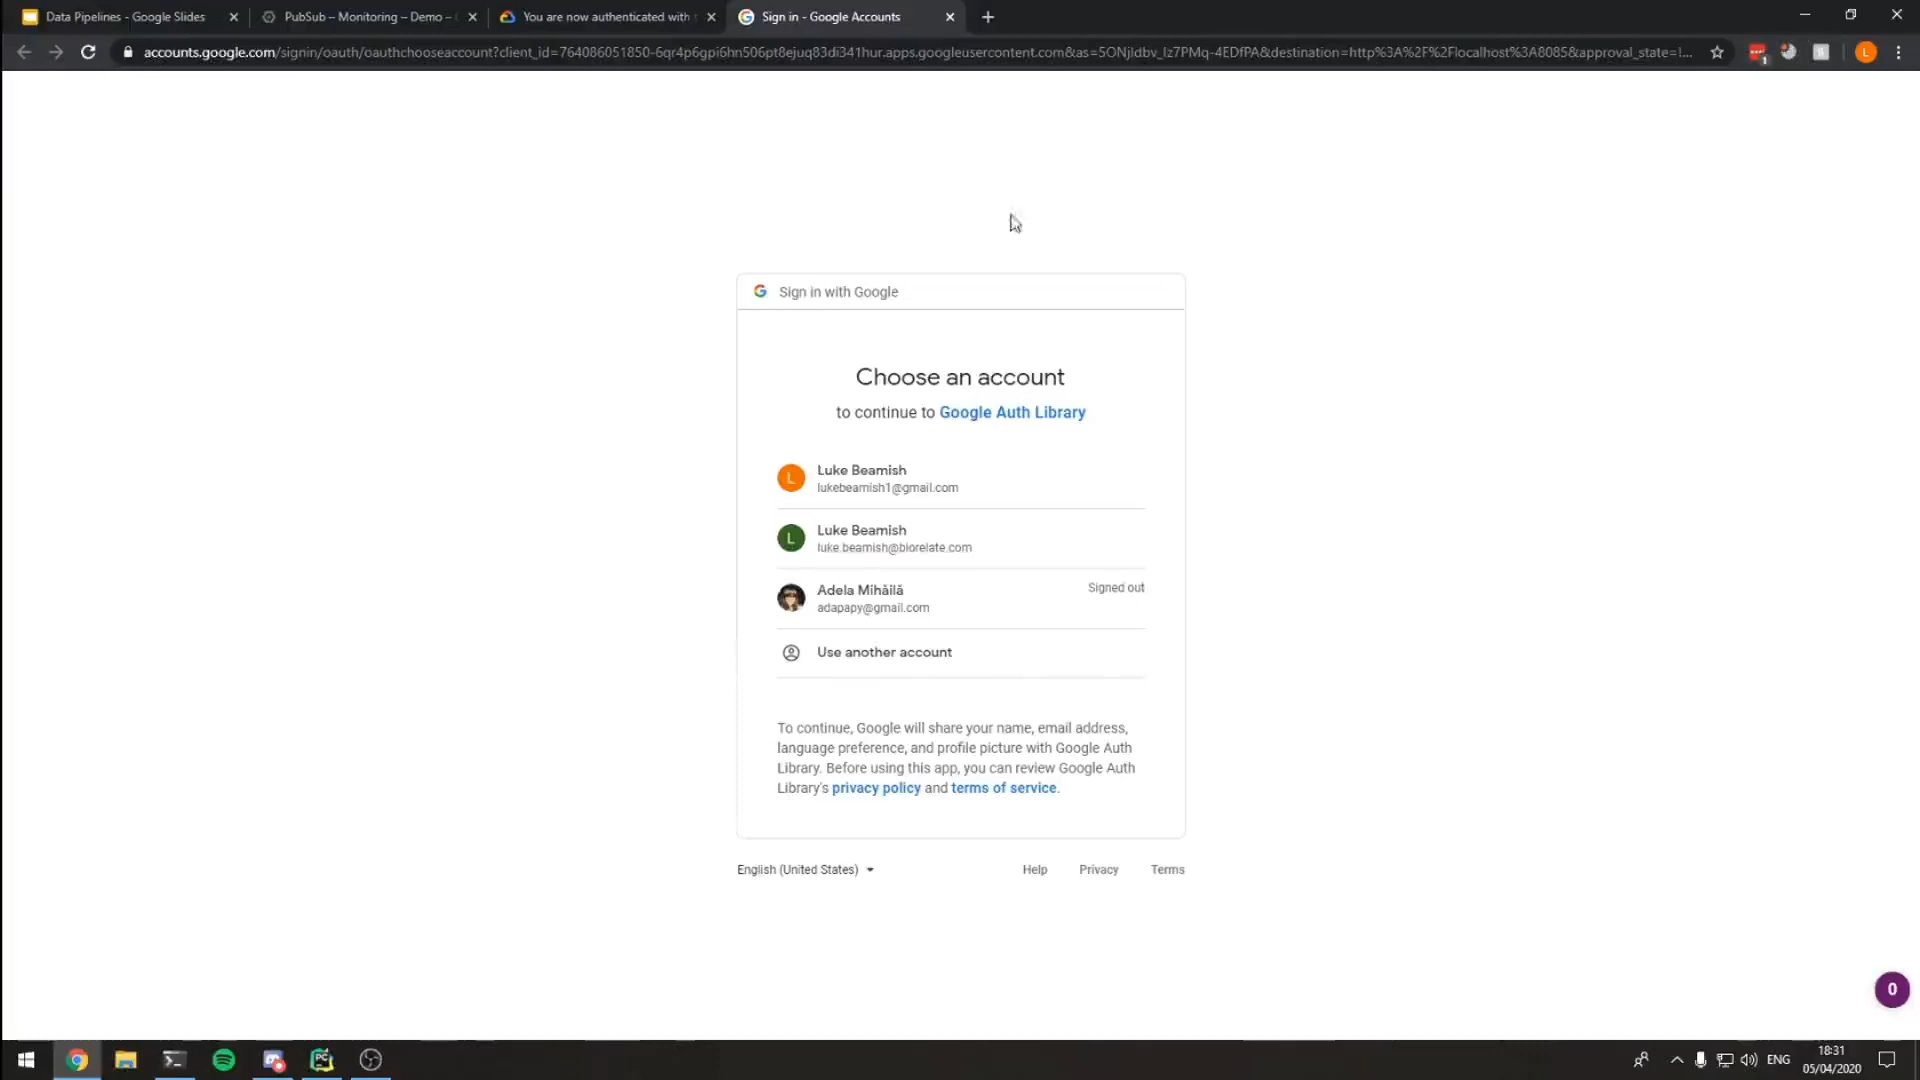 Data Pipelines - Google Slides
PubSub – Monitoring – Demo –
You are now authenticated with
Sign in - Google Accounts
accounts.google.com/signin/oauth/oauthchooseaccount?client_id=764086051850-6qr4p6gpi6hn506pt8ejuq83di341hur.apps.googleusercontent.com&as=5ONjldbv_Iz7PMq-4EDfPA&destination=http%3A%2F%2Flocalhost%3A8085&approval_state=!...
1
L
Sign in with Google
Choose an account
to continue to Google Auth Library
L
Luke Beamish
lukebeamish1@gmail.com
L
Luke Beamish
luke.beamish@biorelate.com
Adela Mihăilă
Signed out
adapapy@gmail.com
Use another account
To continue, Google will share your name, email address,
language preference, and profile picture with Google Auth
Library. Before using this app, you can review Google Auth
Library's privacy policy and terms of service.
English (United States)
Help
Privacy
Terms
0
PC
ENG
18:31
05/04/2020